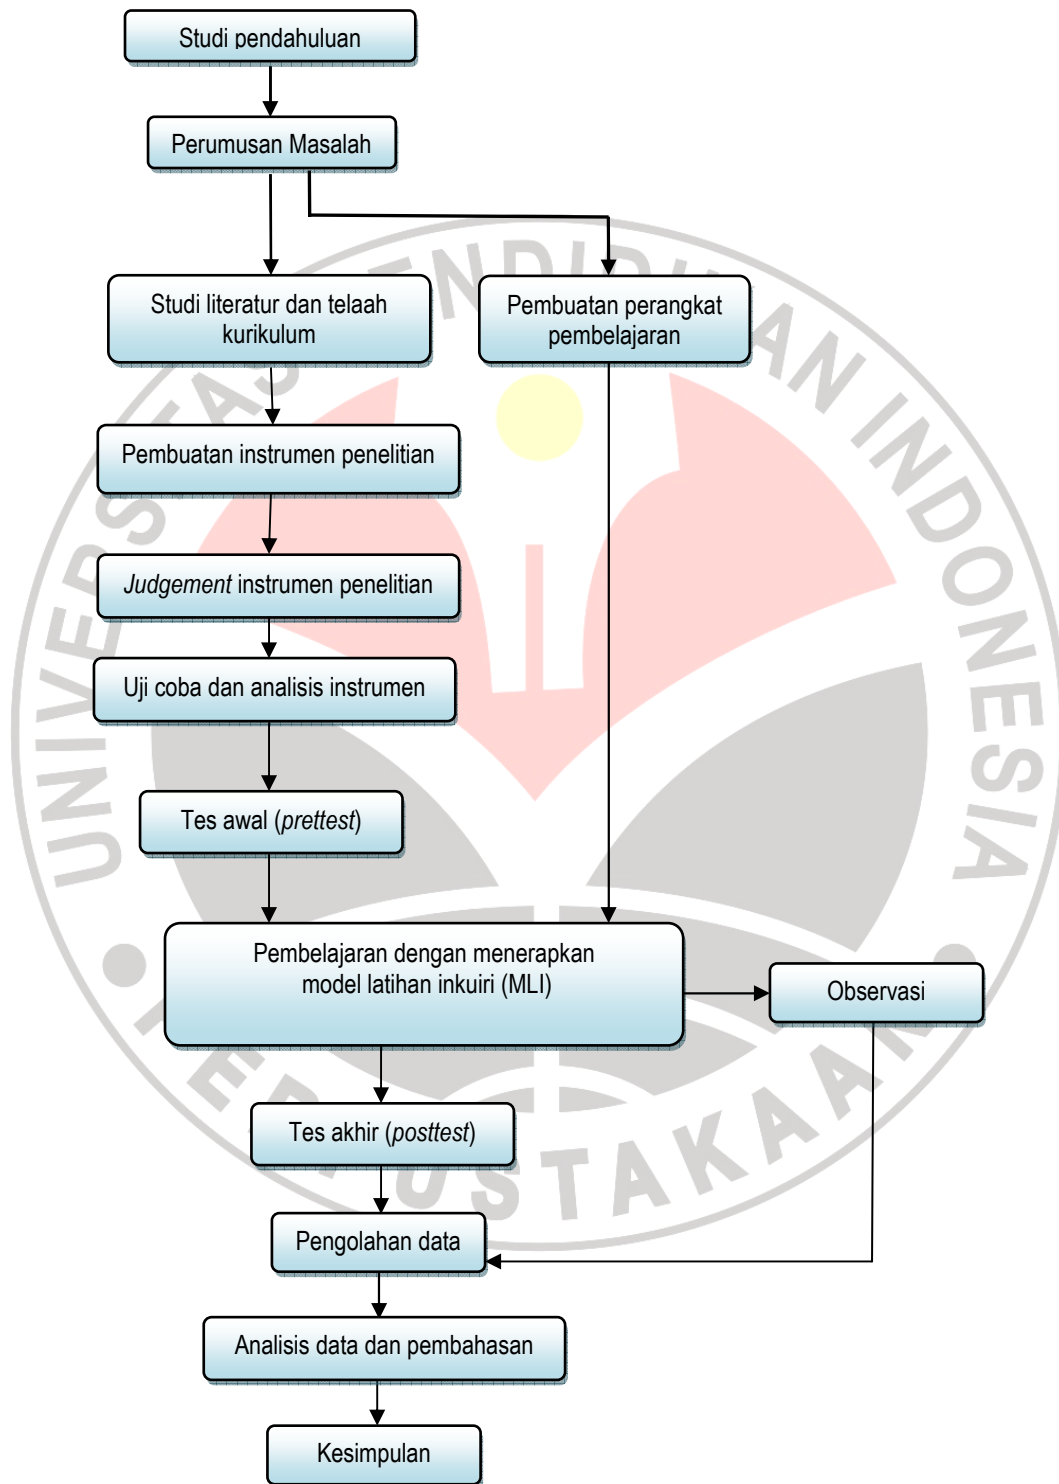 Studi pendahuluan
Perumusan Masalah
Studi literatur dan telaah
kurikulum
Pembuatan perangkat
pembelajaran
Pembuatan instrumen penelitian
Judgement instrumen penelitian
Uji coba dan analisis instrumen
Tes awal (prettest)
Pembelajaran dengan menerapkan
model latihan inkuiri (MLI)
Observasi
Tes akhir (posttest)
Pengolahan data
Analisis data dan pembahasan
Kesimpulan
UNIVERSITAS PENDIDIKAN INDONESIA
PERPUSTAKAAN